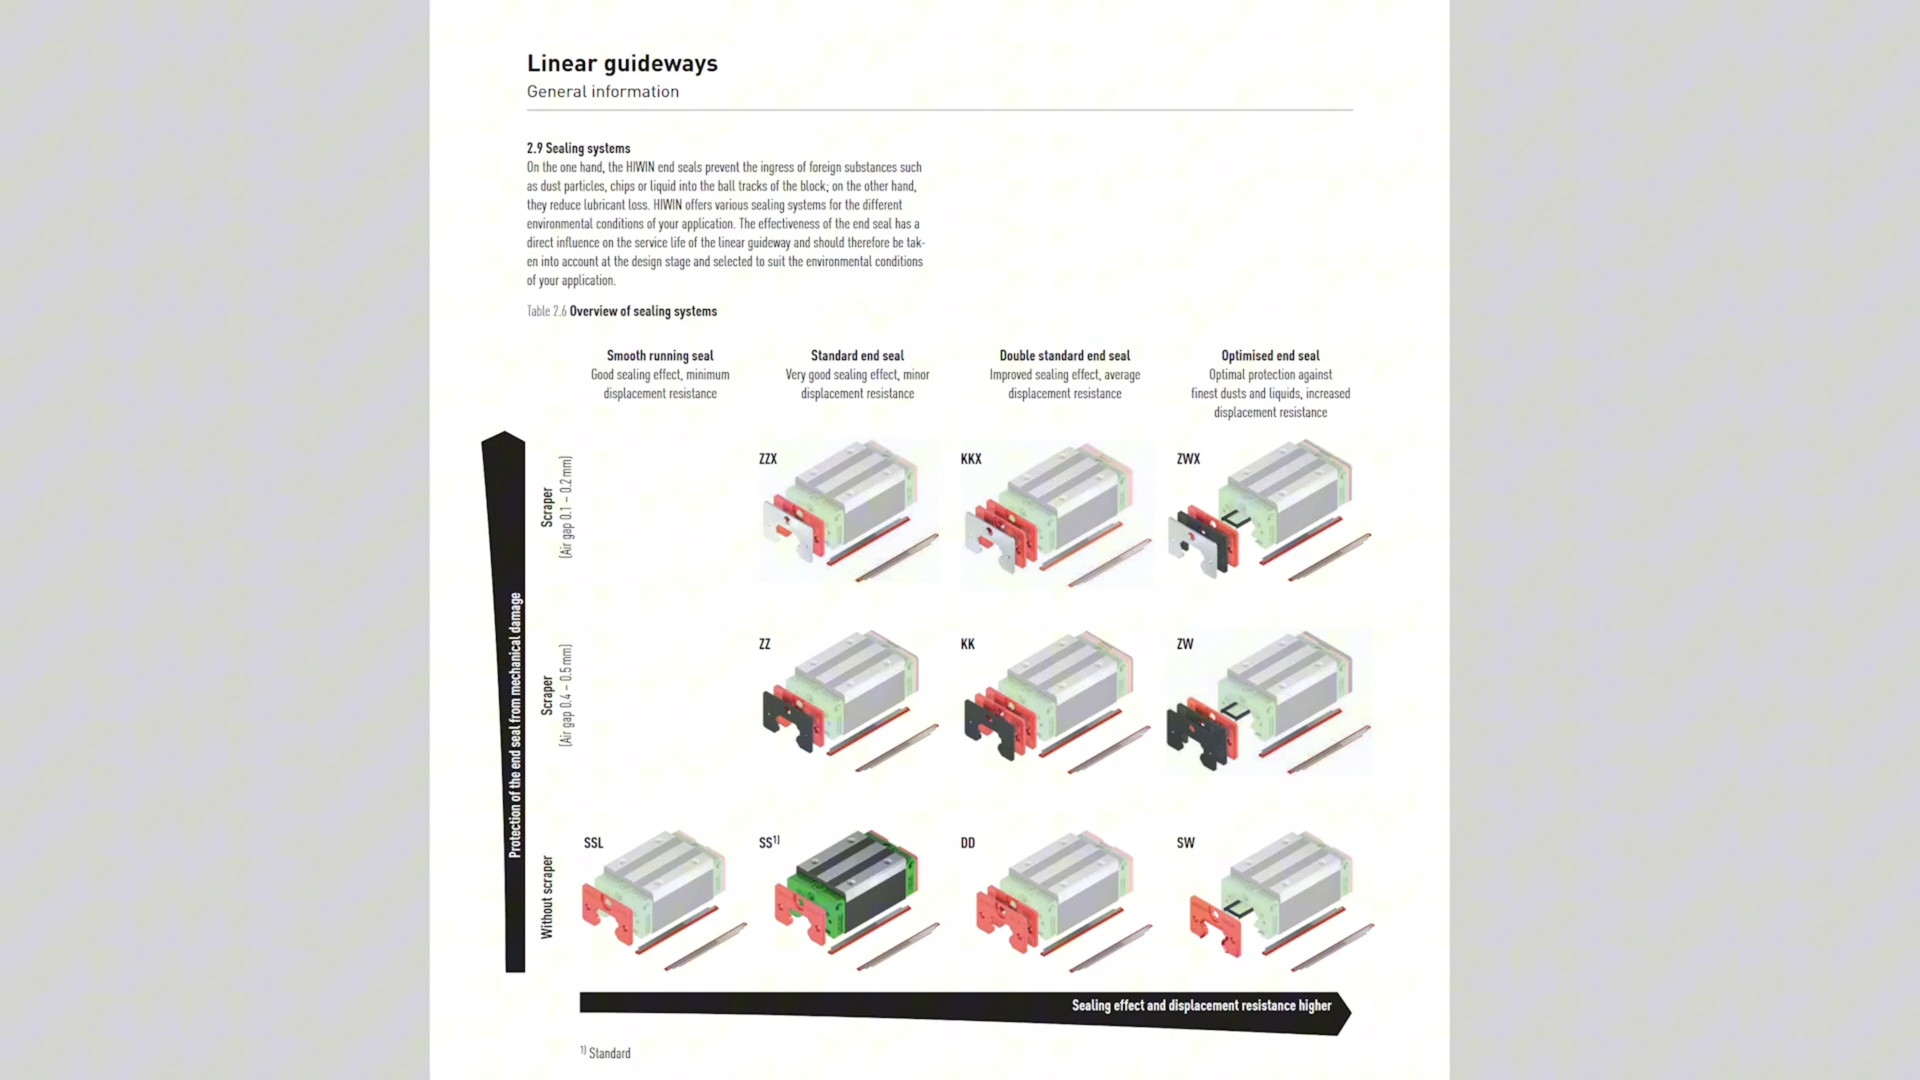 Linear guideways
General information
2.9 Sealing systems
On the one hand, the HIWIN end seals prevent the ingress of foreign substances such
as dust particles, chips or liquid into the ball tracks of the block; on the other hand,
they reduce lubricant loss. HIWIN offers various sealing systems for the different
environmental conditions of your application. The effectiveness of the end seal has a
direct influence on the service life of the linear guideway and should therefore be tak-
en into account at the design stage and selected to suit the environmental conditions
of your application.
Table 2.6 Overview of sealing systems
Smooth running seal
Good sealing effect, minimum
displacement resistance
Standard end seal
Very good sealing effect, minor
displacement resistance
Double standard end seal
Improved sealing effect, average
displacement resistance
Optimised end seal
Optimal protection against
finest dusts and liquids, increased
displacement resistance
Protection of the end seal from mechanical damage
Scraper
(Air gap 0.1 – 0.2 mm)
ZZX
KKX
ZWX
Scraper
(Air gap 0.4 – 0.5 mm)
ZZ
KK
ZW
Without scraper
SSL
SS1)
DD
SW
Sealing effect and displacement resistance higher
1) Standard